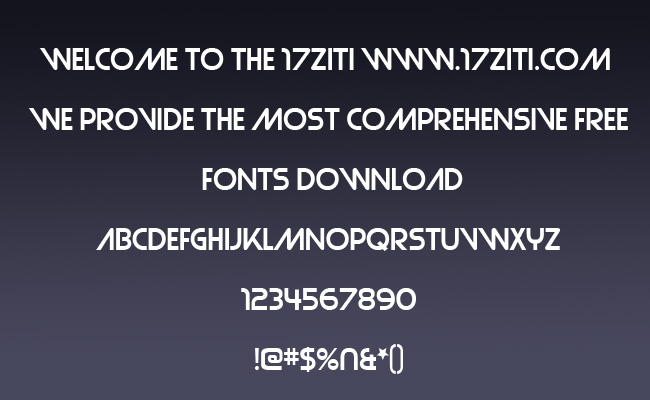 WELCOME TO THE 17ZITI WWW.17ZITI.COM
WE PROVIDE THE MOST COMPREHENSIVE FREE
FONTS DOWNLOAD
ABCDEFGHIJKLMNOPQRSTUVWXYZ
1234567890
!@#$%^&*()